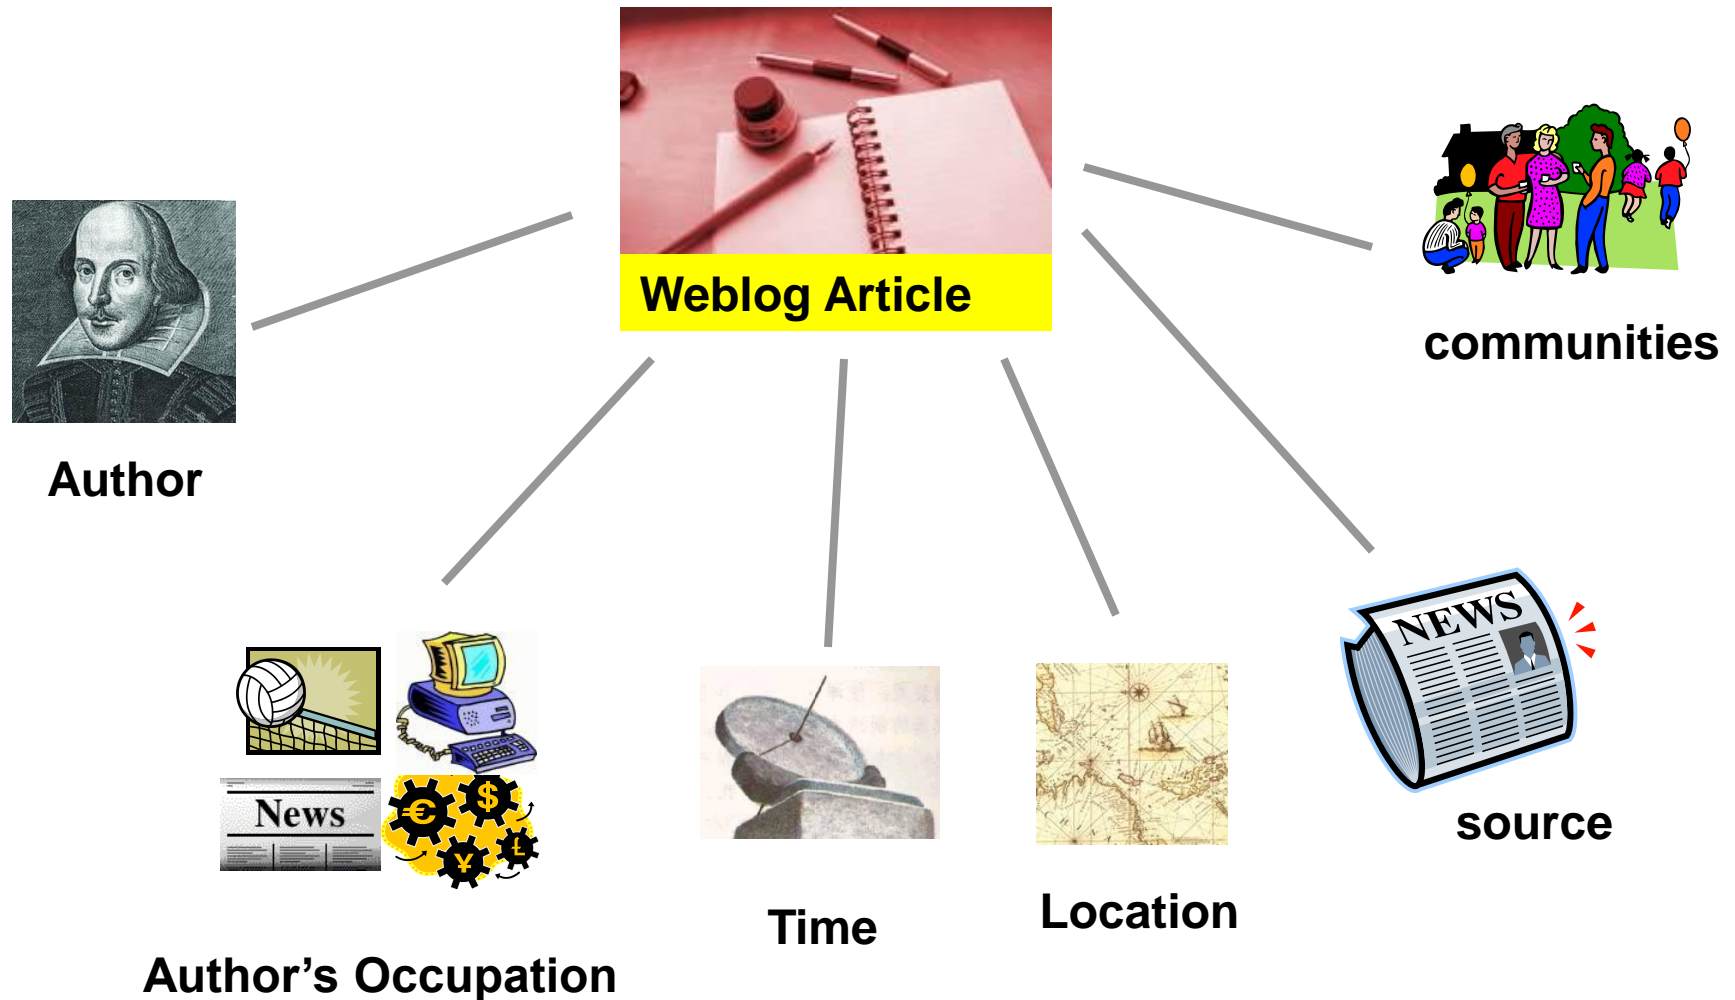 Weblog Article
communities
Author
NEWS
News
€
$
¥
£
source
Location
Time
Author’s Occupation